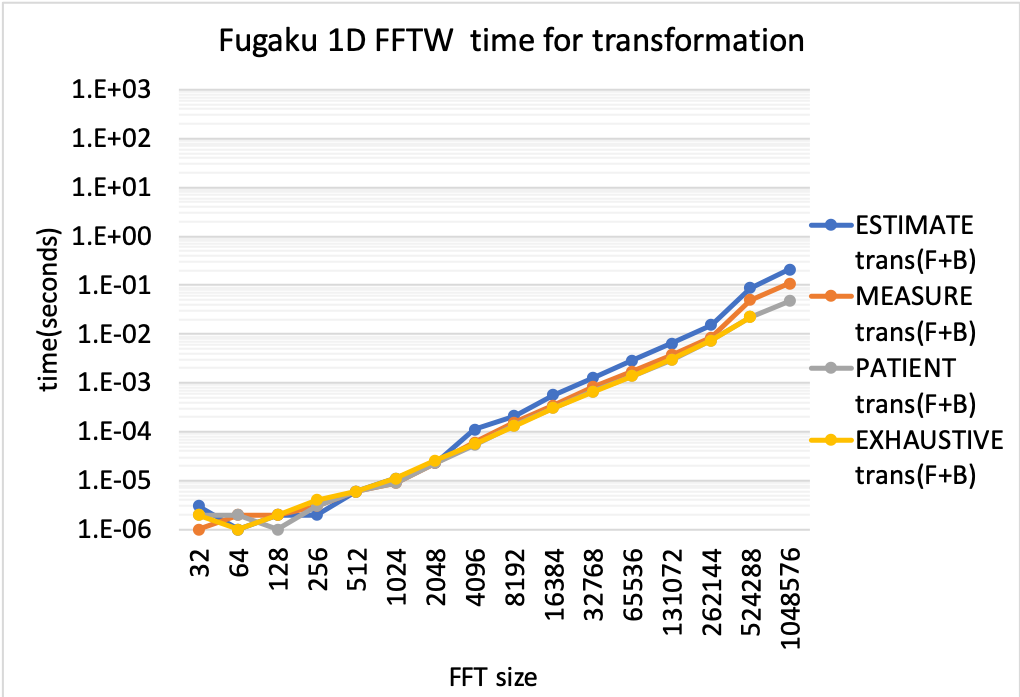 Fugaku 1D FFTW  time for transformation
1.E+03
1.E+02
1.E+01
1.E+00
1.E-01
1.E-02
1.E-03
1.E-04
1.E-05
1.E-06
time(seconds)
32
64
128
256
512
1024
2048
4096
8192
16384
32768
65536
131072
262144
524288
1048576
FFT size
ESTIMATE
trans(F+B)
MEASURE
trans(F+B)
PATIENT
trans(F+B)
EXHAUSTIVE
trans(F+B)